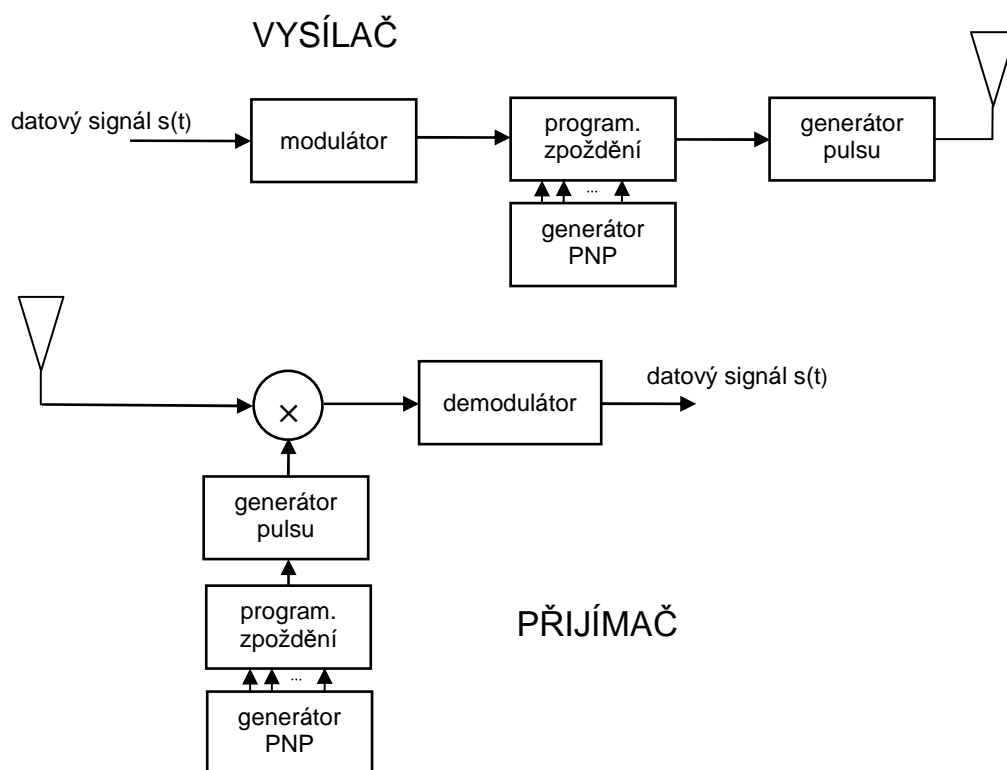 VYSÍLAČ
datový signál s(t)
modulátor
program.
zpoždění
generátor
pulsu
...
generátor
PNP
datový signál s(t)
×
demodulátor
generátor
pulsu
program.
zpoždění
PŘIJÍMAČ
...
generátor
PNP